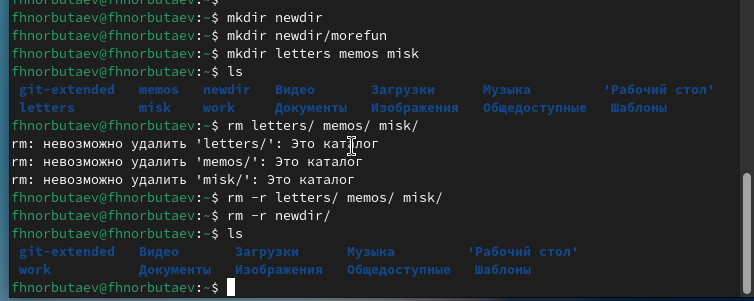 fhnorbutaev@fhnorbutaev:~$ mkdir newdir
fhnorbutaev@fhnorbutaev:~$ mkdir newdir/morefun
fhnorbutaev@fhnorbutaev:~$ mkdir letters memos misk
fhnorbutaev@fhnorbutaev:~$ ls
git-extended memos newdir Видео Загрузки Музыка 'Рабочий стол'
letters misk work Документы Изображения Общедоступные Шаблоны
fhnorbutaev@fhnorbutaev:~$ rm letters/ memos/ misk/
rm: невозможно удалить 'letters/': Это каталог
rm: невозможно удалить 'memos/': Это каталог
rm: невозможно удалить 'misk/': Это каталог
fhnorbutaev@fhnorbutaev:~$ rm -r letters/ memos/ misk/
fhnorbutaev@fhnorbutaev:~$ rm -r newdir/
fhnorbutaev@fhnorbutaev:~$ ls
git-extended Видео Загрузки Музыка 'Рабочий стол'
work Документы Изображения Общедоступные Шаблоны
fhnorbutaev@fhnorbutaev:~$